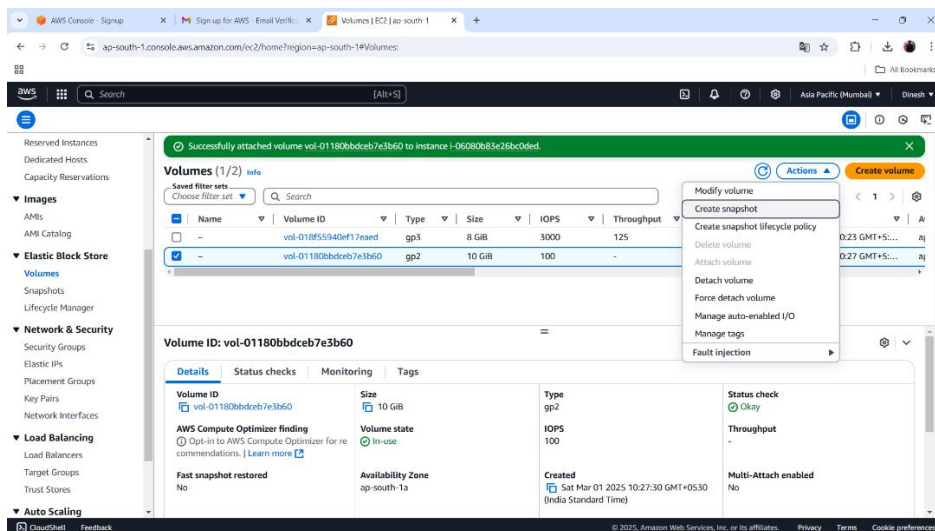 AWS Console - Signup
Sign up for AWS - Email Verific
Volumes | EC2 | ap-south-1
ap-south-1.console.aws.amazon.com/ec2/home?region=ap-south-1#Volumes:
All Bookmarks
aws
Search
[Alt+S]
Asia Pacific (Mumbai)
Dinesh
Reserved Instances
Dedicated Hosts
Capacity Reservations
Images
AMIs
AMI Catalog
Elastic Block Store
Volumes
Snapshots
Lifecycle Manager
Network & Security
Security Groups
Elastic IPs
Placement Groups
Key Pairs
Network Interfaces
Load Balancing
Load Balancers
Target Groups
Trust Stores
Auto Scaling
Successfully attached volume vol-01180bbdceb7e3b60 to instance i-06080b83e26bc0ded.
Volumes (1/2) Info
Actions
Create volume
Saved filter sets
Choose filter set
Search
1
Name Volume ID Type Size IOPS Throughput
- vol-018f55940ef17eaed gp3 8 GiB 3000 125 0:23 GMT+5:...
- vol-01180bbdceb7e3b60 gp2 10 GiB 100 - 0:27 GMT+5:...
Modify volume
Create snapshot
Create snapshot lifecycle policy
Delete volume
Attach volume
Detach volume
Force detach volume
Manage auto-enabled I/O
Manage tags
Fault injection
Volume ID: vol-01180bbdceb7e3b60
Details Status checks Monitoring Tags
Volume ID
vol-01180bbdceb7e3b60
Size
10 GiB
Type
gp2
Status check
Okay
AWS Compute Optimizer finding
Opt-in to AWS Compute Optimizer for re
commendations. | Learn more
Volume state
In-use
IOPS
100
Throughput
-
Fast snapshot restored
No
Availability Zone
ap-south-1a
Created
Sat Mar 01 2025 10:27:30 GMT+0530
(India Standard Time)
Multi-Attach enabled
No
CloudShell Feedback
© 2025, Amazon Web Services, Inc. or its affiliates. Privacy Terms Cookie preferences